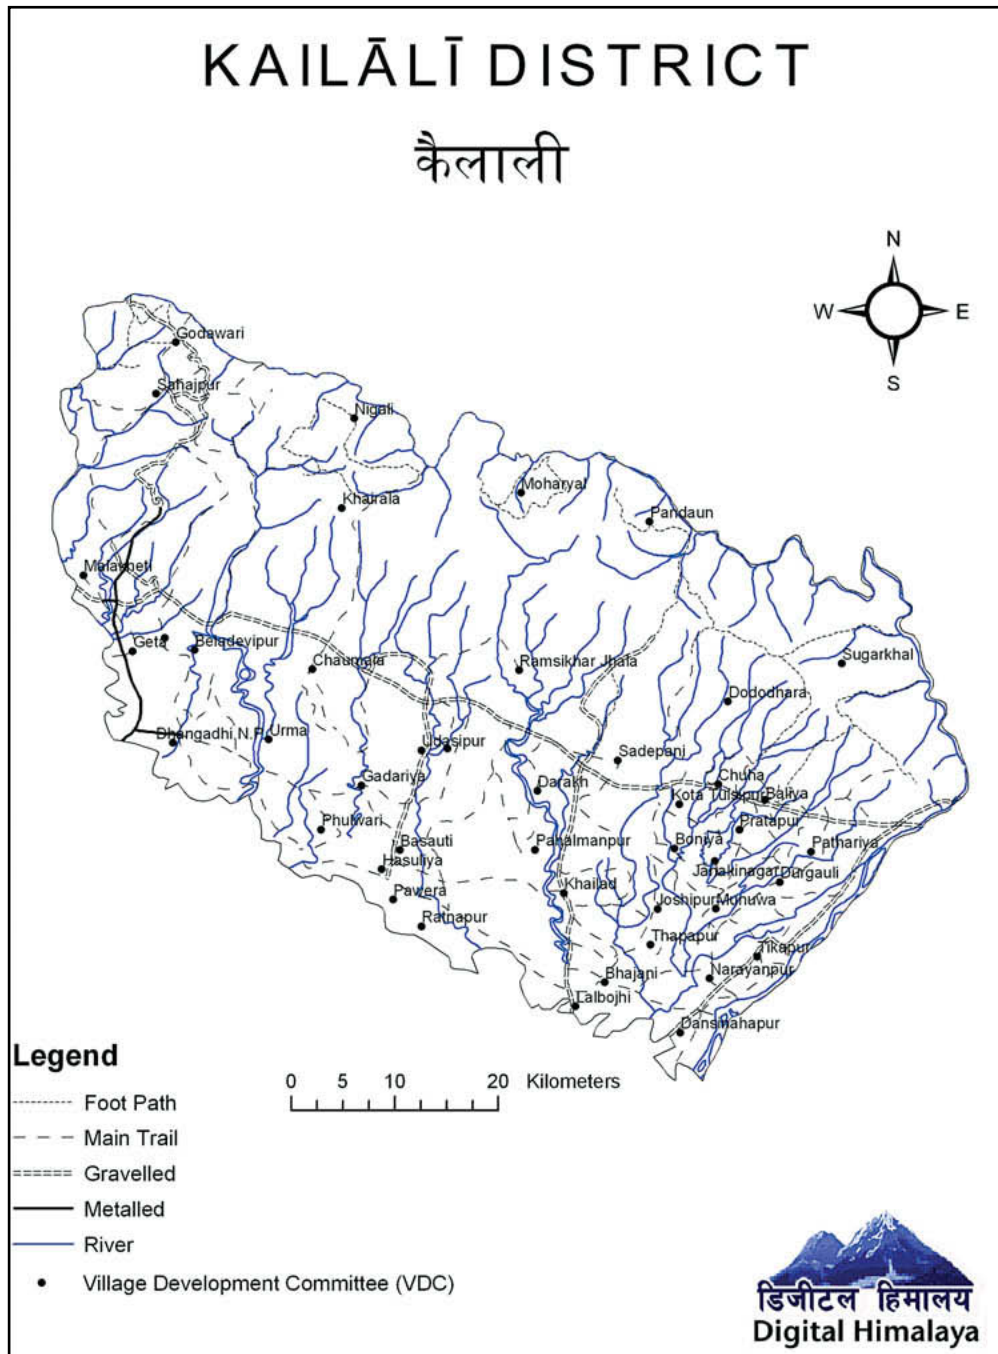 KAILĀLĪ DISTRICT
कैलाली
N
W E
S
Godawari
Sahajpur
Nigali
Moharyal
Khairala
Pandaun
Malakheti
Geta
Beladevipur
Chaumala
Ramsikhar Jhala
Sugarkhal
Dododhara
Dhangadhi N.P.
Urma
Udasipur
Sadepani
Gadariya
Darakh
Chuha
Kota Tulsipur
Baliya
Phulwari
Pratapur
Basauti
Pahalmanpur
Boniya
Pathariya
Hasuliya
Janakinagar
Durgauli
Pawera
Khailad
Joshipur
Mohuwa
Ratnapur
Thapapur
Tikapur
Bhajani
Narayanpur
Lalbojhi
Dansinahapur
Legend
0 5 10 20 Kilometers
Foot Path
Main Trail
Gravelled
Metalled
River
Village Development Committee (VDC)
डिजीटल हिमालय
Digital Himalaya